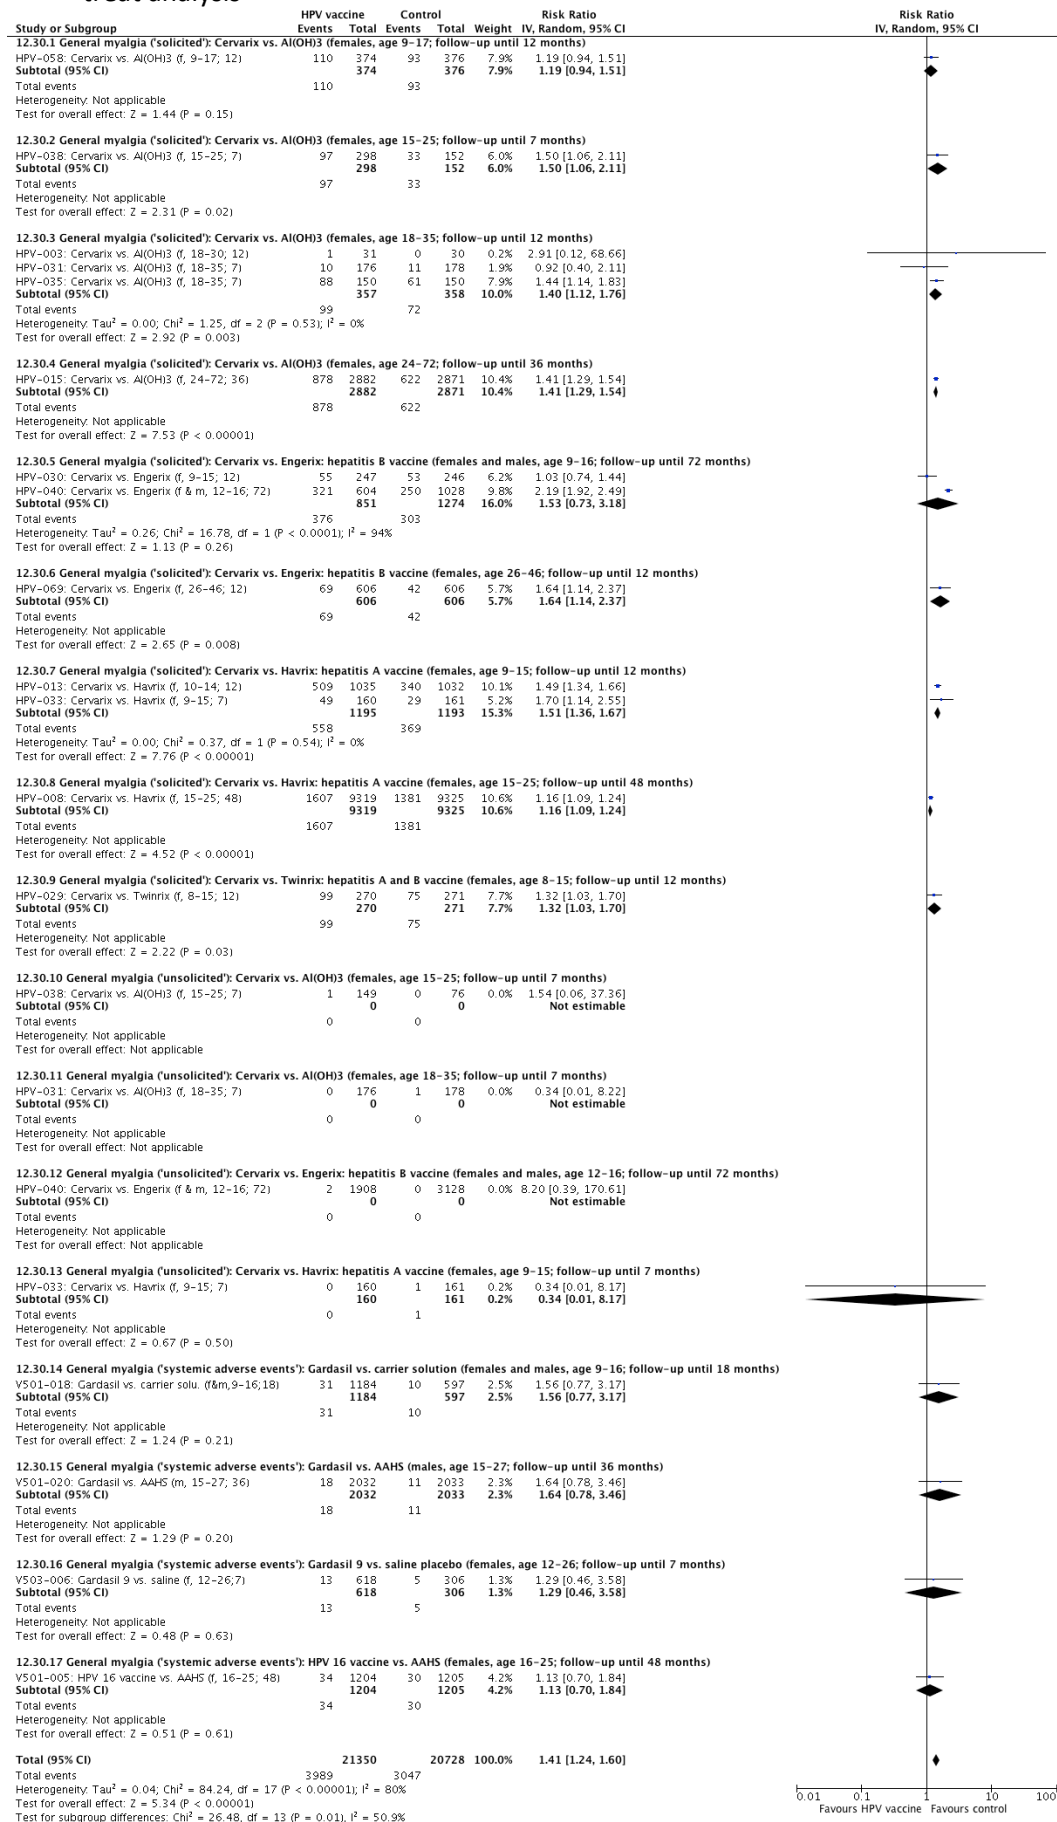 treat analysis
HPV vaccine Control Risk Ratio Risk Ratio
Study or Subgroup Events Total Events Total Weight IV, Random, 95% CI IV, Random, 95% CI
12.30.1 General myalgia ('solicited'): Cervarix vs. Al(OH)3 (females, age 9-17; follow-up until 12 months)
HPV-058: Cervarix vs. Al(OH)3 (f, 9-17; 12) 110 374 93 376 7.9% 1.19 [0.94, 1.51]
Subtotal (95% CI) 374 376 7.9% 1.19 [0.94, 1.51]
Total events 110 93
Heterogeneity: Not applicable
Test for overall effect: Z = 1.44 (P = 0.15)
12.30.2 General myalgia ('solicited'): Cervarix vs. Al(OH)3 (females, age 15-25; follow-up until 7 months)
HPV-038: Cervarix vs. Al(OH)3 (f, 15-25; 7) 97 298 33 152 6.0% 1.50 [1.06, 2.11]
Subtotal (95% CI) 298 152 6.0% 1.50 [1.06, 2.11]
Total events 97 33
Heterogeneity: Not applicable
Test for overall effect: Z = 2.31 (P = 0.02)
12.30.3 General myalgia ('solicited'): Cervarix vs. Al(OH)3 (females, age 18-35; follow-up until 12 months)
HPV-003: Cervarix vs. Al(OH)3 (f, 18-30; 12) 1 31 0 30 0.2% 2.91 [0.12, 68.66]
HPV-031: Cervarix vs. Al(OH)3 (f, 18-35; 7) 10 176 11 178 1.9% 0.92 [0.40, 2.11]
HPV-035: Cervarix vs. Al(OH)3 (f, 18-35; 7) 88 150 61 150 7.9% 1.44 [1.14, 1.83]
Subtotal (95% CI) 357 358 10.0% 1.40 [1.12, 1.76]
Total events 99 72
Heterogeneity: Tau² = 0.00; Chi² = 1.25, df = 2 (P = 0.53); I² = 0%
Test for overall effect: Z = 2.92 (P = 0.003)
12.30.4 General myalgia ('solicited'): Cervarix vs. Al(OH)3 (females, age 24-72; follow-up until 36 months)
HPV-015: Cervarix vs. Al(OH)3 (f, 24-72; 36) 878 2882 622 2871 10.4% 1.41 [1.29, 1.54]
Subtotal (95% CI) 2882 2871 10.4% 1.41 [1.29, 1.54]
Total events 878 622
Heterogeneity: Not applicable
Test for overall effect: Z = 7.53 (P < 0.00001)
12.30.5 General myalgia ('solicited'): Cervarix vs. Engerix: hepatitis B vaccine (females and males, age 9-16; follow-up until 72 months)
HPV-030: Cervarix vs. Engerix (f, 9-15; 12) 55 247 53 246 6.2% 1.03 [0.74, 1.44]
HPV-040: Cervarix vs. Engerix (f & m, 12-16; 72) 321 604 250 1028 9.8% 2.19 [1.92, 2.49]
Subtotal (95% CI) 851 1274 16.0% 1.53 [0.73, 3.18]
Total events 376 303
Heterogeneity: Tau² = 0.26; Chi² = 16.78, df = 1 (P < 0.0001); I² = 94%
Test for overall effect: Z = 1.13 (P = 0.26)
12.30.6 General myalgia ('solicited'): Cervarix vs. Engerix: hepatitis B vaccine (females, age 26-46; follow-up until 12 months)
HPV-069: Cervarix vs. Engerix (f, 26-46; 12) 69 606 42 606 5.7% 1.64 [1.14, 2.37]
Subtotal (95% CI) 606 606 5.7% 1.64 [1.14, 2.37]
Total events 69 42
Heterogeneity: Not applicable
Test for overall effect: Z = 2.65 (P = 0.008)
12.30.7 General myalgia ('solicited'): Cervarix vs. Havrix: hepatitis A vaccine (females, age 9-15; follow-up until 12 months)
HPV-013: Cervarix vs. Havrix (f, 10-14; 12) 509 1035 340 1032 10.1% 1.49 [1.34, 1.66]
HPV-033: Cervarix vs. Havrix (f, 9-15; 7) 49 160 29 161 5.2% 1.70 [1.14, 2.55]
Subtotal (95% CI) 1195 1193 15.3% 1.51 [1.36, 1.67]
Total events 558 369
Heterogeneity: Tau² = 0.00; Chi² = 0.37, df = 1 (P = 0.54); I² = 0%
Test for overall effect: Z = 7.76 (P < 0.00001)
12.30.8 General myalgia ('solicited'): Cervarix vs. Havrix: hepatitis A vaccine (females, age 15-25; follow-up until 48 months)
HPV-008: Cervarix vs. Havrix (f, 15-25; 48) 1607 9319 1381 9325 10.6% 1.16 [1.09, 1.24]
Subtotal (95% CI) 9319 9325 10.6% 1.16 [1.09, 1.24]
Total events 1607 1381
Heterogeneity: Not applicable
Test for overall effect: Z = 4.52 (P < 0.00001)
12.30.9 General myalgia ('solicited'): Cervarix vs. Twinrix: hepatitis A and B vaccine (females, age 8-15; follow-up until 12 months)
HPV-029: Cervarix vs. Twinrix (f, 8-15; 12) 99 270 75 271 7.7% 1.32 [1.03, 1.70]
Subtotal (95% CI) 270 271 7.7% 1.32 [1.03, 1.70]
Total events 99 75
Heterogeneity: Not applicable
Test for overall effect: Z = 2.22 (P = 0.03)
12.30.10 General myalgia ('unsolicited'): Cervarix vs. Al(OH)3 (females, age 15-25; follow-up until 7 months)
HPV-038: Cervarix vs. Al(OH)3 (f, 15-25; 7) 1 149 0 76 0.0% 1.54 [0.06, 37.36]
Subtotal (95% CI) 0 0 Not estimable
Total events 0 0
Heterogeneity: Not applicable
Test for overall effect: Not applicable
12.30.11 General myalgia ('unsolicited'): Cervarix vs. Al(OH)3 (females, age 18-35; follow-up until 7 months)
HPV-031: Cervarix vs. Al(OH)3 (f, 18-35; 7) 0 176 1 178 0.0% 0.34 [0.01, 8.22]
Subtotal (95% CI) 0 0 Not estimable
Total events 0 0
Heterogeneity: Not applicable
Test for overall effect: Not applicable
12.30.12 General myalgia ('unsolicited'): Cervarix vs. Engerix: hepatitis B vaccine (females and males, age 12-16; follow-up until 72 months)
HPV-040: Cervarix vs. Engerix (f & m, 12-16; 72) 2 1908 0 3128 0.0% 8.20 [0.39, 170.61]
Subtotal (95% CI) 0 0 Not estimable
Total events 0 0
Heterogeneity: Not applicable
Test for overall effect: Not applicable
12.30.13 General myalgia ('unsolicited'): Cervarix vs. Havrix: hepatitis A vaccine (females, age 9-15; follow-up until 7 months)
HPV-033: Cervarix vs. Havrix (f, 9-15; 7) 0 160 1 161 0.2% 0.34 [0.01, 8.17]
Subtotal (95% CI) 160 161 0.2% 0.34 [0.01, 8.17]
Total events 0 1
Heterogeneity: Not applicable
Test for overall effect: Z = 0.67 (P = 0.50)
12.30.14 General myalgia ('systemic adverse events'): Gardasil vs. carrier solution (females and males, age 9-16; follow-up until 18 months)
V501-018: Gardasil vs. carrier solu. (f&m,9-16;18) 31 1184 10 597 2.5% 1.56 [0.77, 3.17]
Subtotal (95% CI) 1184 597 2.5% 1.56 [0.77, 3.17]
Total events 31 10
Heterogeneity: Not applicable
Test for overall effect: Z = 1.24 (P = 0.21)
12.30.15 General myalgia ('systemic adverse events'): Gardasil vs. AAHS (males, age 15-27; follow-up until 36 months)
V501-020: Gardasil vs. AAHS (m, 15-27; 36) 18 2032 11 2033 2.3% 1.64 [0.78, 3.46]
Subtotal (95% CI) 2032 2033 2.3% 1.64 [0.78, 3.46]
Total events 18 11
Heterogeneity: Not applicable
Test for overall effect: Z = 1.29 (P = 0.20)
12.30.16 General myalgia ('systemic adverse events'): Gardasil 9 vs. saline placebo (females, age 12-26; follow-up until 7 months)
V503-006: Gardasil 9 vs. saline (f, 12-26;7) 13 618 5 306 1.3% 1.29 [0.46, 3.58]
Subtotal (95% CI) 618 306 1.3% 1.29 [0.46, 3.58]
Total events 13 5
Heterogeneity: Not applicable
Test for overall effect: Z = 0.48 (P = 0.63)
12.30.17 General myalgia ('systemic adverse events'): HPV 16 vaccine vs. AAHS (females, age 16-25; follow-up until 48 months)
V501-005: HPV 16 vaccine vs. AAHS (f, 16-25; 48) 34 1204 30 1205 4.2% 1.13 [0.70, 1.84]
Subtotal (95% CI) 1204 1205 4.2% 1.13 [0.70, 1.84]
Total events 34 30
Heterogeneity: Not applicable
Test for overall effect: Z = 0.51 (P = 0.61)
Total (95% CI) 21350 20728 100.0% 1.41 [1.24, 1.60]
Total events 3989 3047
Heterogeneity: Tau² = 0.04; Chi² = 84.24, df = 17 (P < 0.00001); I² = 80%
Test for overall effect: Z = 5.34 (P < 0.00001)
Test for subgroup differences: Chi² = 26.48, df = 13 (P = 0.01), I² = 50.9%
0.01 0.1 1 10 100
Favours HPV vaccine Favours control